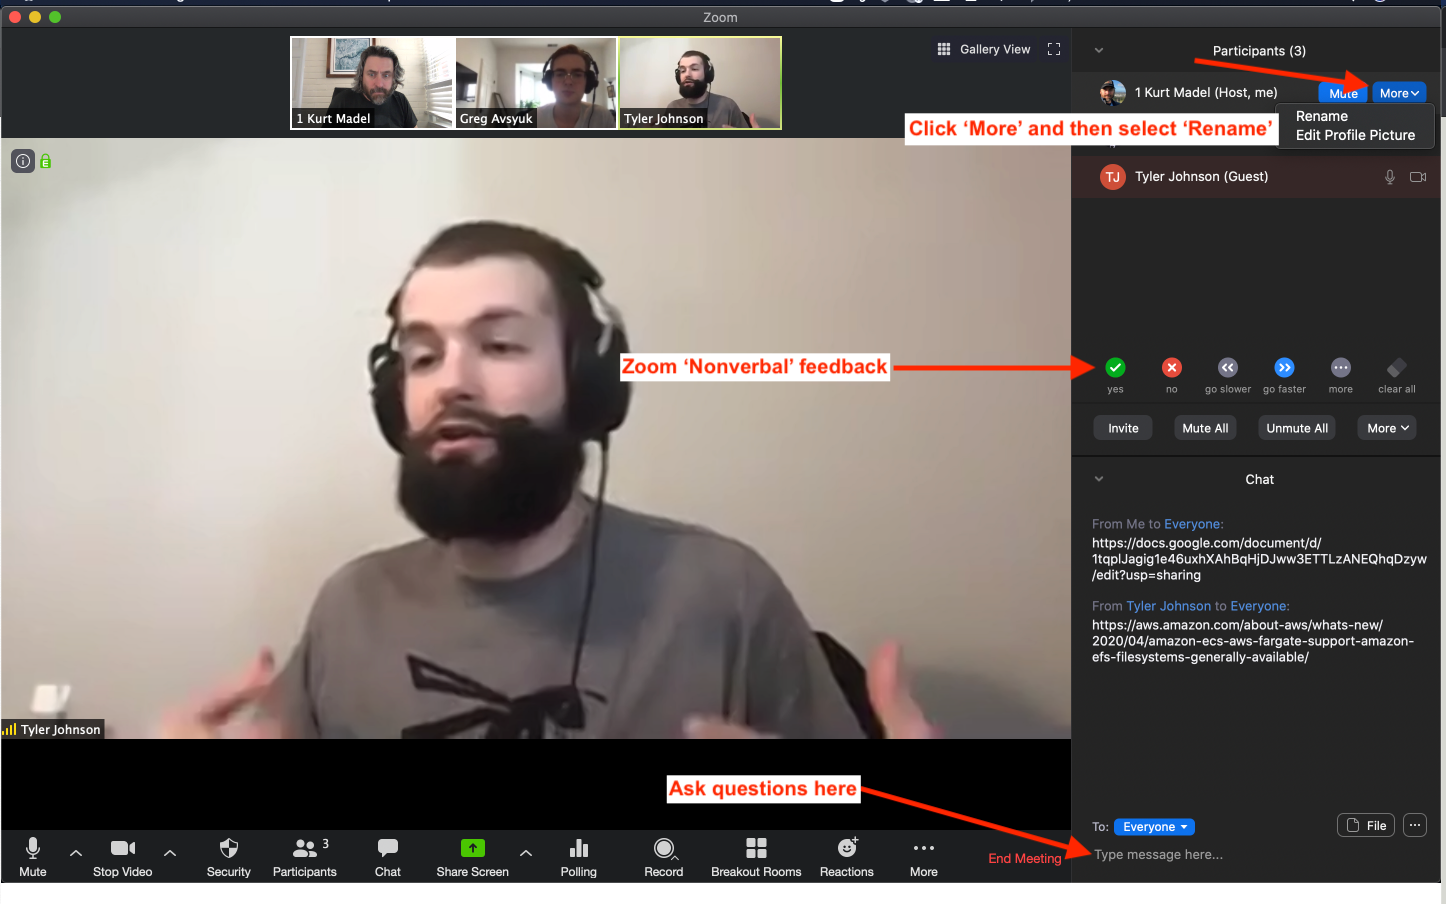 Zoom
1 Kurt Madel
Greg Avsyuk
Tyler Johnson
Gallery View
Participants (3)
1 Kurt Madel (Host, me)
Mute
More
Click ‘More’ and then select ‘Rename’
Rename
Edit Profile Picture
TJ
Tyler Johnson (Guest)
Zoom ‘Nonverbal’ feedback
yes
no
go slower
go faster
more
clear all
Invite
Mute All
Unmute All
More
Chat
From Me to Everyone:
https://docs.google.com/document/d/
1tqplJagig1e46uxhXAhBqHjDJww3ETTLzANEQhqDzyw
/edit?usp=sharing
From Tyler Johnson to Everyone:
https://aws.amazon.com/about-aws/whats-new/
2020/04/amazon-ecs-aws-fargate-support-amazon-
efs-filesystems-generally-available/
Tyler Johnson
Ask questions here
To: Everyone
File
Type message here...
Mute
Stop Video
Security
Participants
3
Chat
Share Screen
Polling
Record
Breakout Rooms
Reactions
More
End Meeting